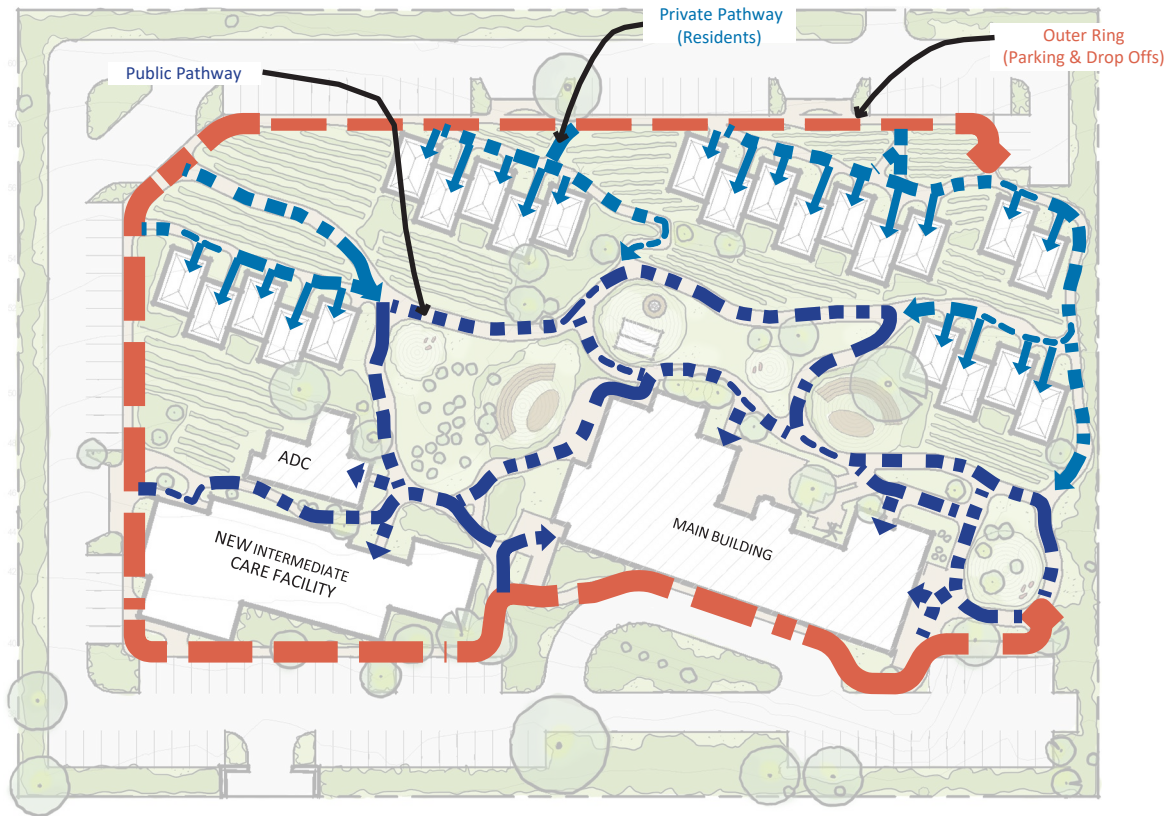 Private Pathway
(Residents)
Outer Ring
(Parking & Drop Offs)
Public Pathway
ADC
NEW INTERMEDIATE
CARE FACILITY
MAIN BUILDING